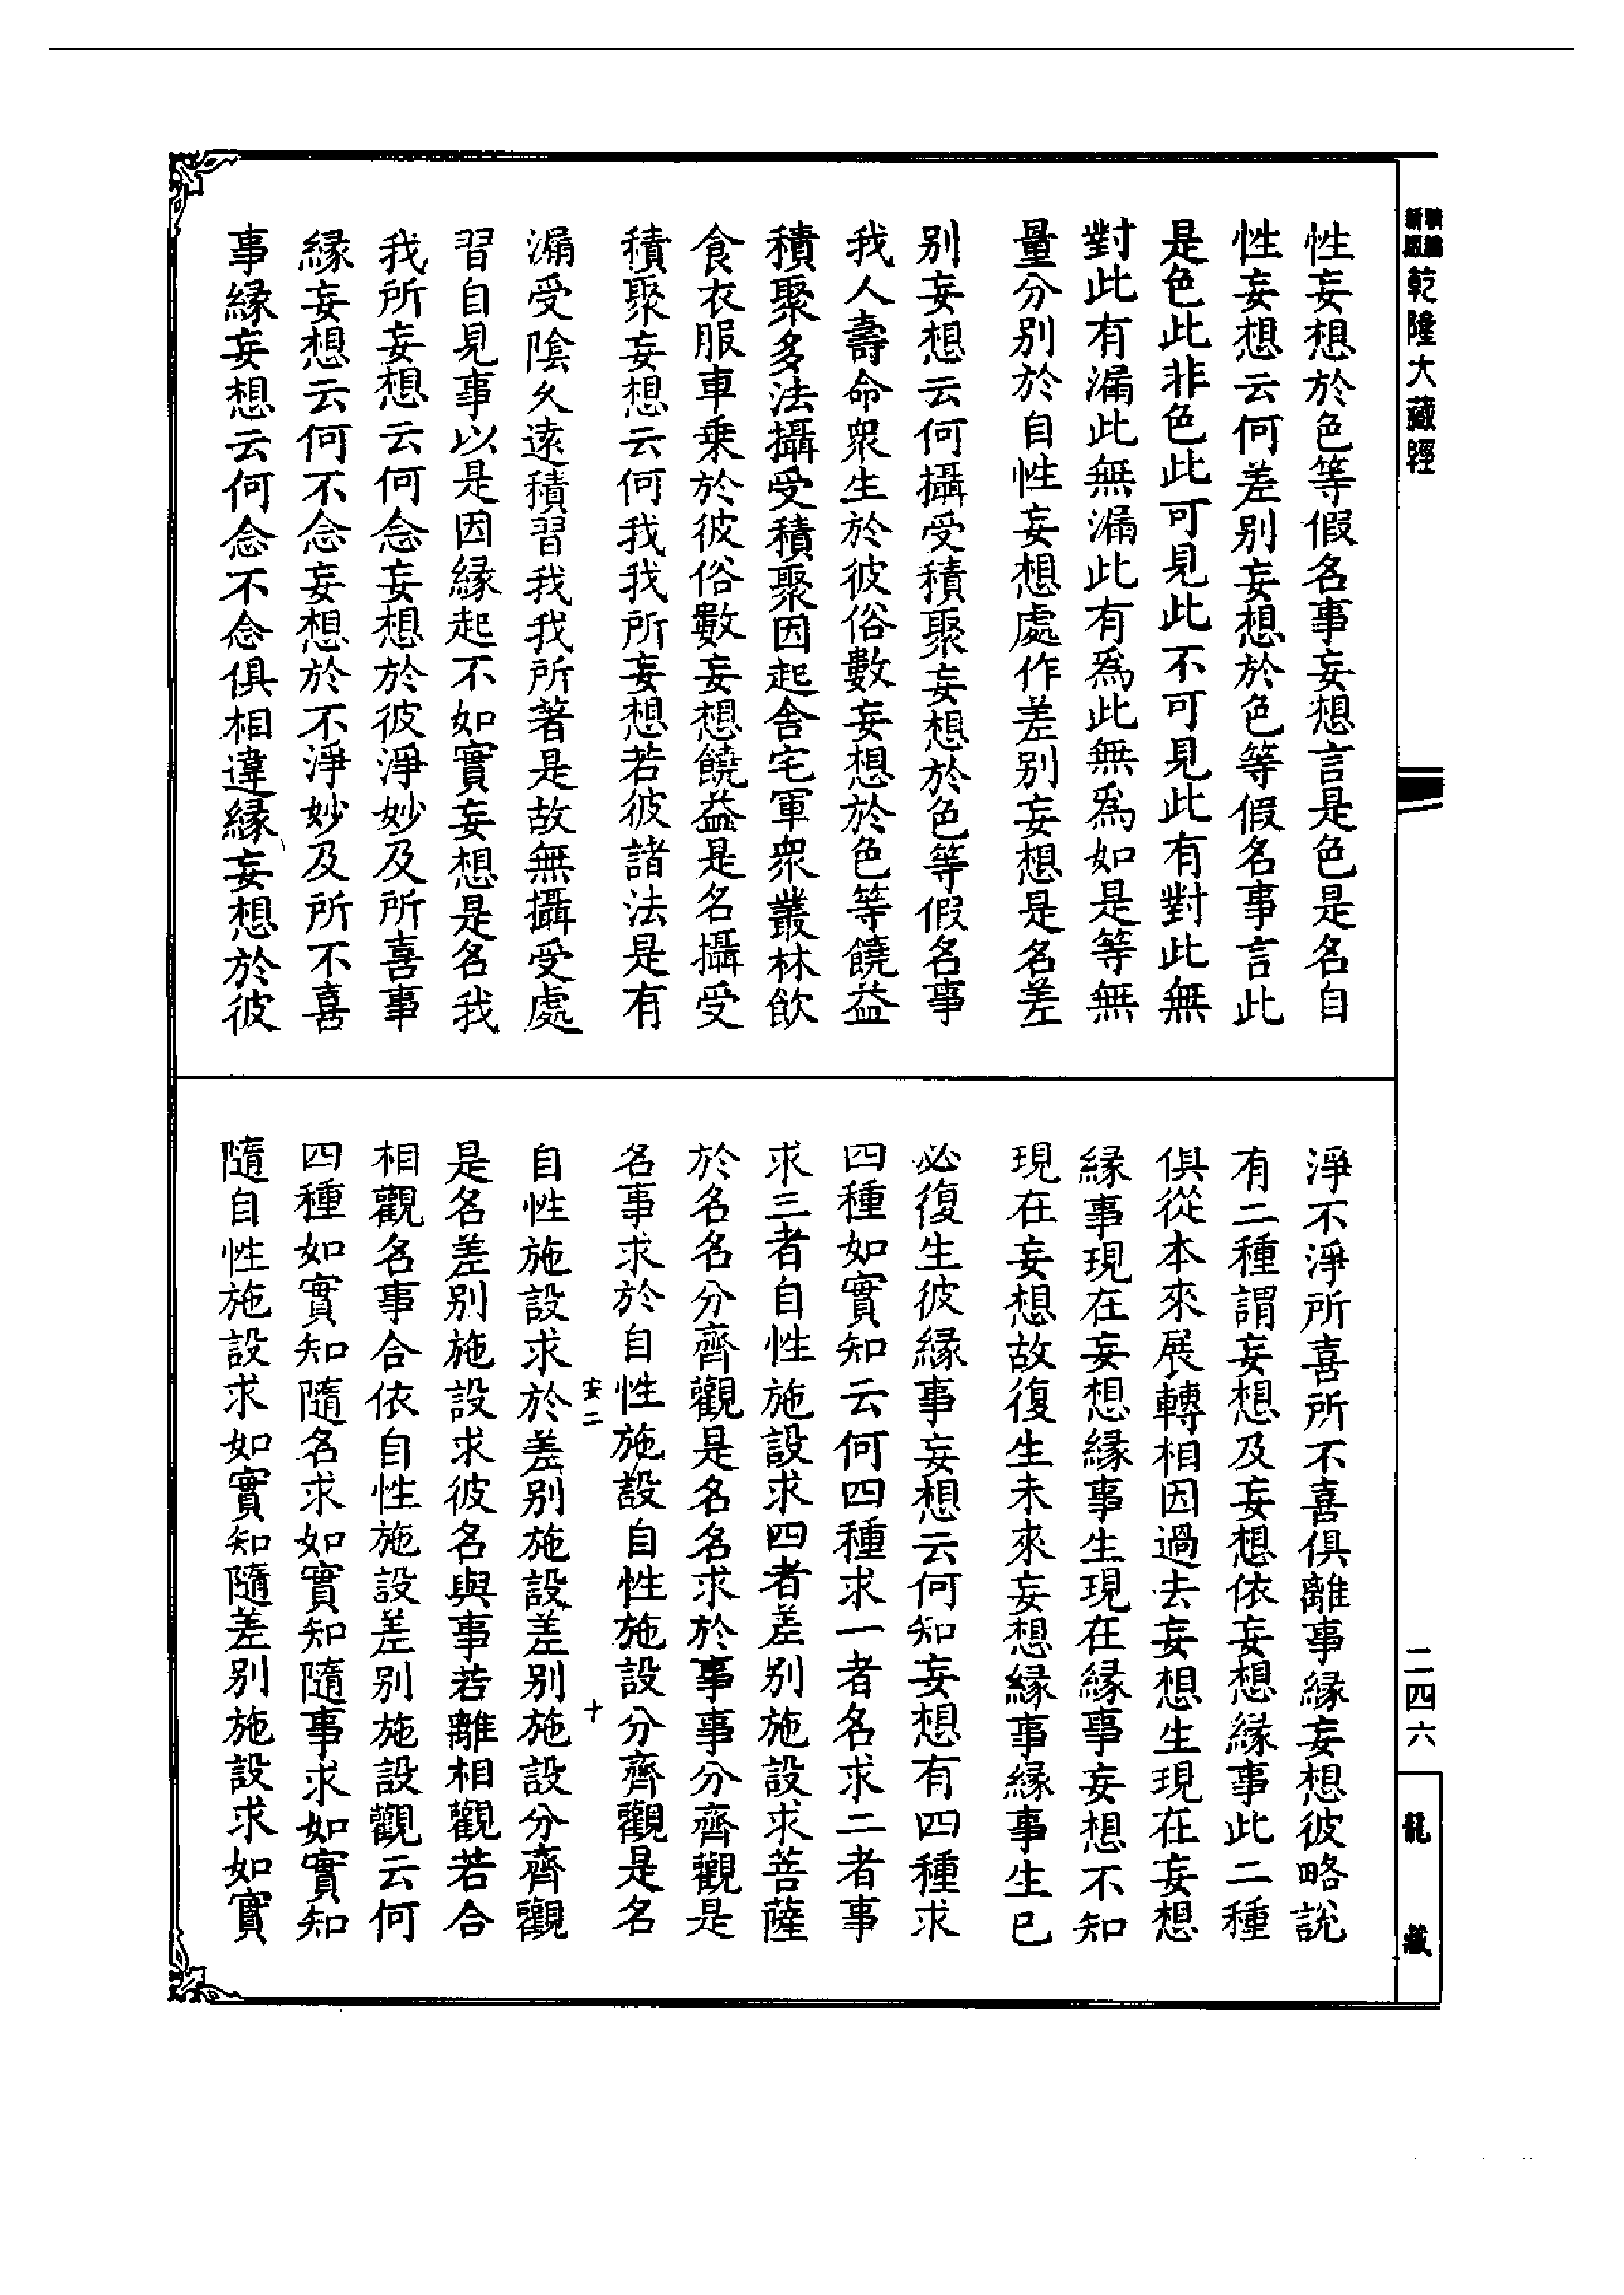 乾隆大藏經
性妄想於色等假名事妄想言是色是名自
性妄想云何差别妄想於色等假名事言此
是色此非色此可見此不可見此有對此無
對此有漏此無漏此有為此無為如是等無
量分别於自性妄想處作差别妄想是名差
别妄想云何攝受積聚妄想於色等假名事
我人壽命衆生於彼俗數妄想於色等饒益
積聚多法攝受積聚因起舍宅軍衆叢林飲
食衣服車乗於彼俗數妄想饒益是名攝受
積聚妄想云何我我所妄想若彼諸法是有
漏受陰久遠積習我我所著是故無攝受處
習自見事以是因緣起不如實妄想是名我
我所妄想云何念妄想於彼淨妙及所喜事
緣妄想云何不念妄想於不淨妙及所不喜
事緣妄想云何念不念俱相違緣妄想於彼
淨不淨所喜所不喜俱離事緣妄想彼略說
有二種謂妄想及妄想依妄想緣事此二種
俱從本來展轉相因過去妄想生現在妄想
緣事現在妄想緣事生現在緣事妄想不知
現在妄想故復生未來妄想緣事緣事生已
必復生彼緣事妄想云何知妄想有四種求
四種如實知云何四種求一者名求二者事
求三者自性施設求四者差别施設求菩薩
於名名分齊觀是名名求於事事分齊觀是
名事求於自性施設自性施設分齊觀是名
安二
十
自性施設求於差别施設差别施設分齊觀
是名差别施設求彼名與事若離相觀若合
相觀名事合依自性施設差别施設觀云何
四種如實知隨名求如實知隨事求如實知
隨自性施設求如實知隨差别施設求如實
二四六
龍藏